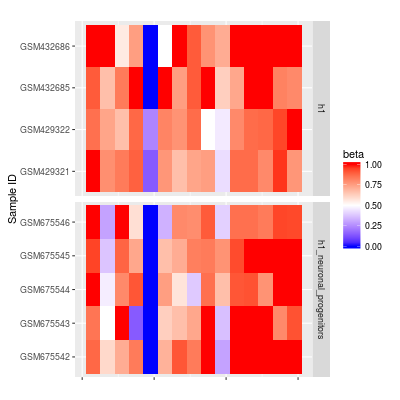 GSM432686
GSM432685
GSM429322
GSM429321
h1
GSM675546
GSM675545
GSM675544
GSM675543
GSM675542
h1_neuronal_progenitors
Sample ID
beta
1.00
0.75
0.50
0.25
0.00